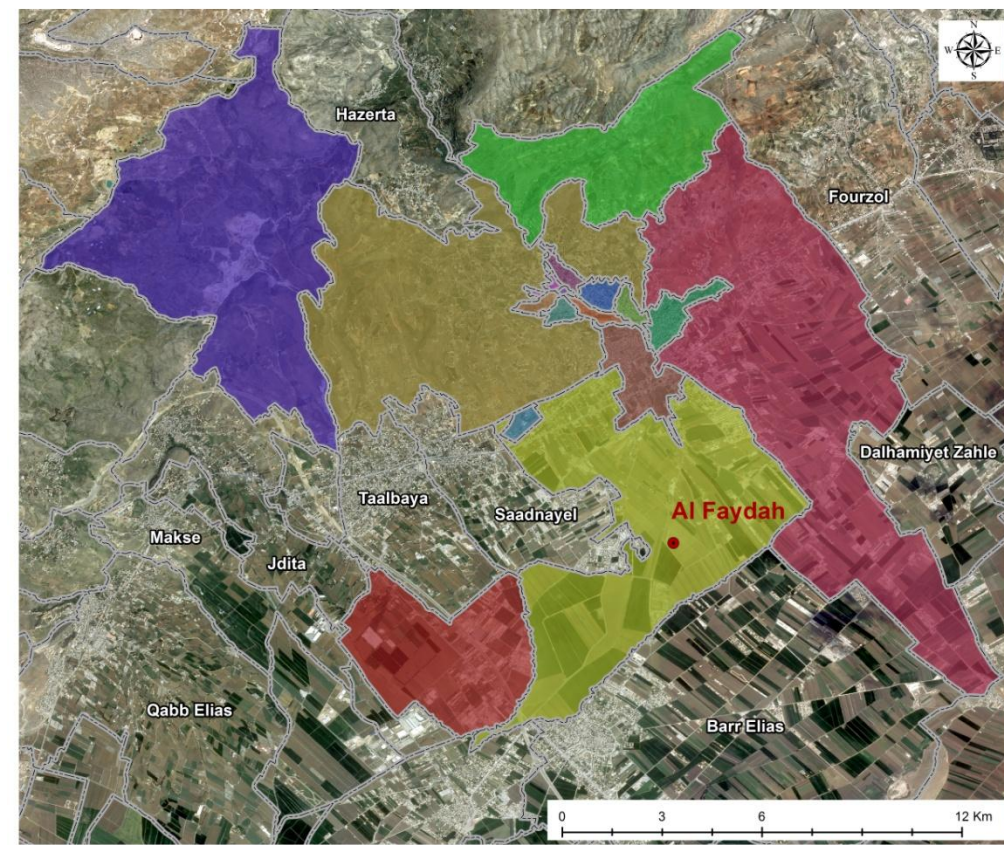 N
W E
S
Hazerta
Fourzol
Dalhamiyet Zahle
Taalbaya
Saadnayel
Al Faydah
Makse
Jdita
Qabb Elias
Barr Elias
0 3 6 12 Km